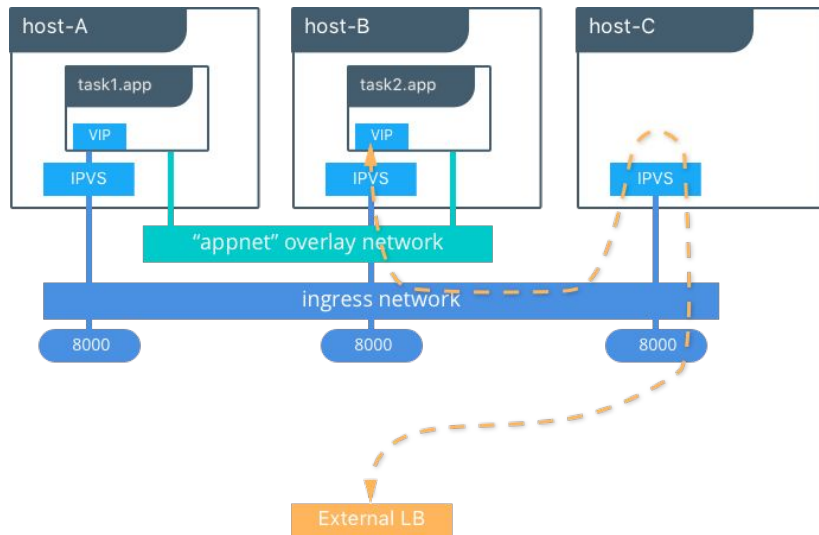 host-A
host-B
host-C
task1.app
task2.app
VIP
VIP
IPVS
IPVS
IPVS
“appnet” overlay network
ingress network
8000
8000
8000
External LB